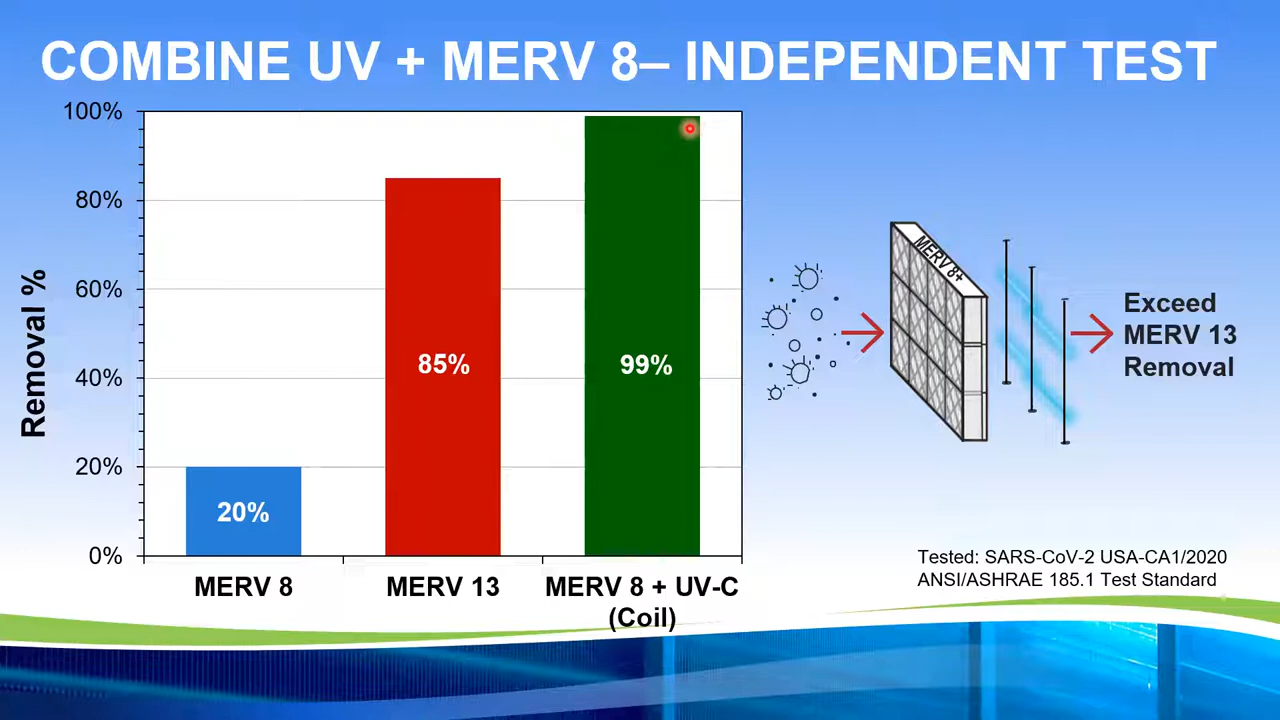 COMBINE UV + MERV 8– INDEPENDENT TEST
100%
80%
60%
40%
20%
0%
Removal %
20%
85%
99%
MERV 8
MERV 13
MERV 8 + UV-C
(Coil)
MERV 8+
Exceed
MERV 13
Removal
Tested: SARS-CoV-2 USA-CA1/2020
ANSI/ASHRAE 185.1 Test Standard